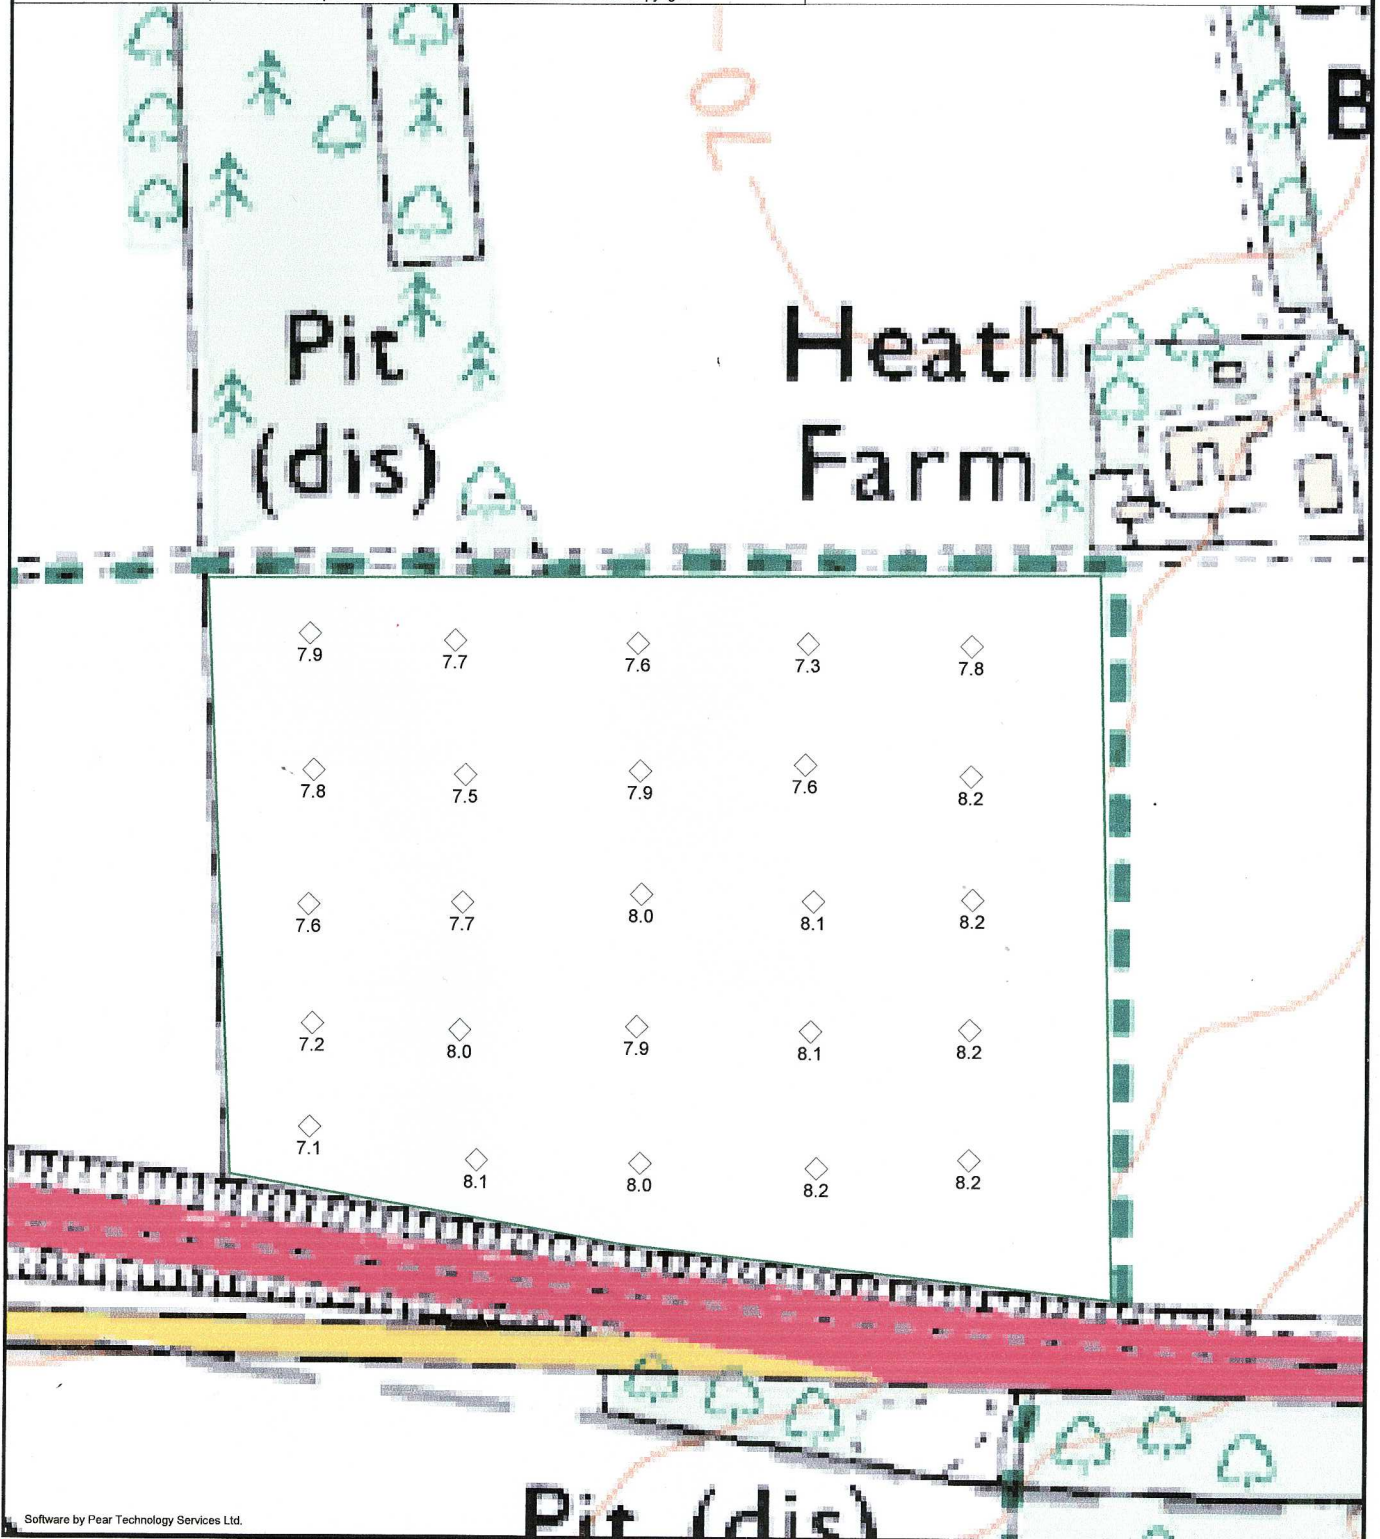 70
B
Pit
(dis)
Heath
Farm
7.9 7.7 7.6 7.3 7.8
7.8 7.5 7.9 7.6 8.2
7.6 7.7 8.0 8.1 8.2
7.2 8.0 7.9 8.1 8.2
7.1 8.1 8.0 8.2 8.2
Pit (dis)
Software by Pear Technology Services Ltd.